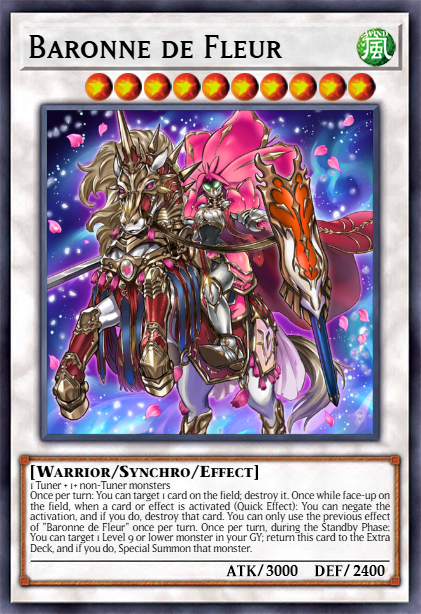 Baronne de Fleur
WIND
風
[Warrior/Synchro/Effect]
1 Tuner + 1+ non-Tuner monsters
Once per turn: You can target 1 card on the field; destroy it. Once while face-up on
the field, when a card or effect is activated (Quick Effect): You can negate
the activation, and if you do, destroy that card. You can only use the previous effect
of "Baronne de Fleur" once per turn. Once per turn, during the Standby Phase:
You can target 1 Level 9 or lower monster in your GY; return this card to the Extra
Deck, and if you do, Special Summon that monster.
ATK/3000 DEF/2400